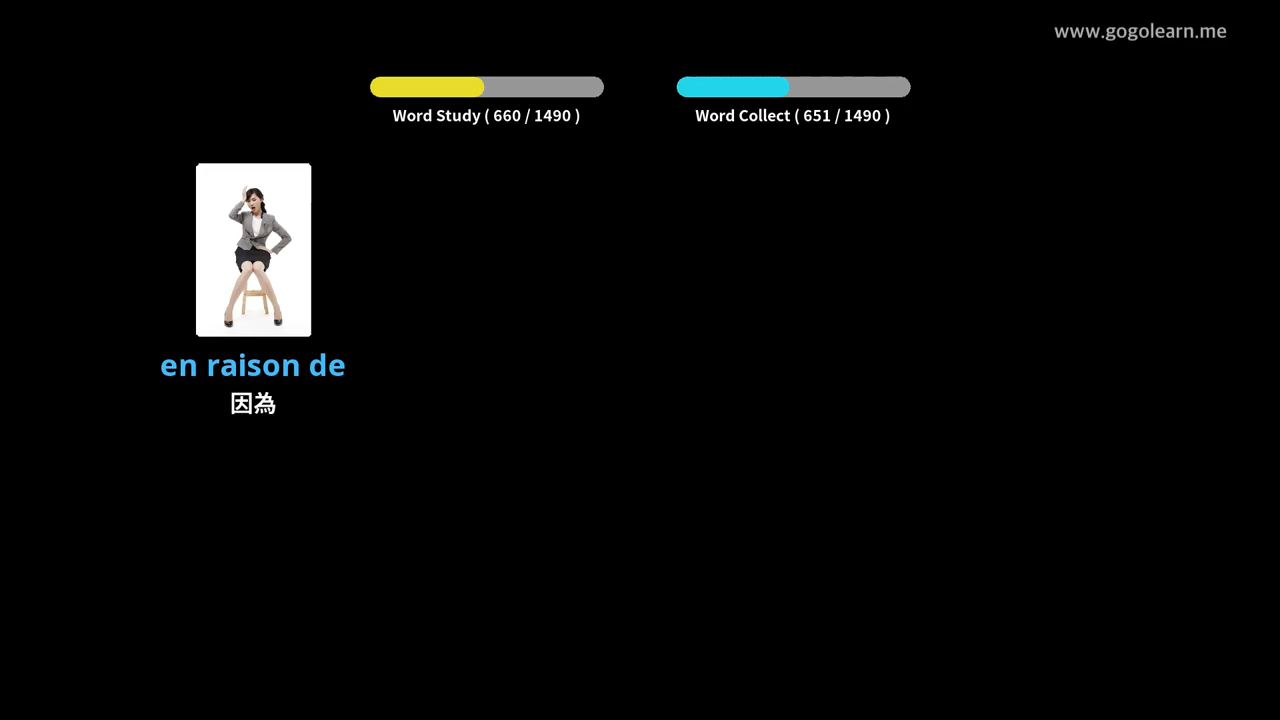 www.gogolearn.me
Word Study ( 660 / 1490 )
Word Collect ( 651 / 1490 )
en raison de
因為